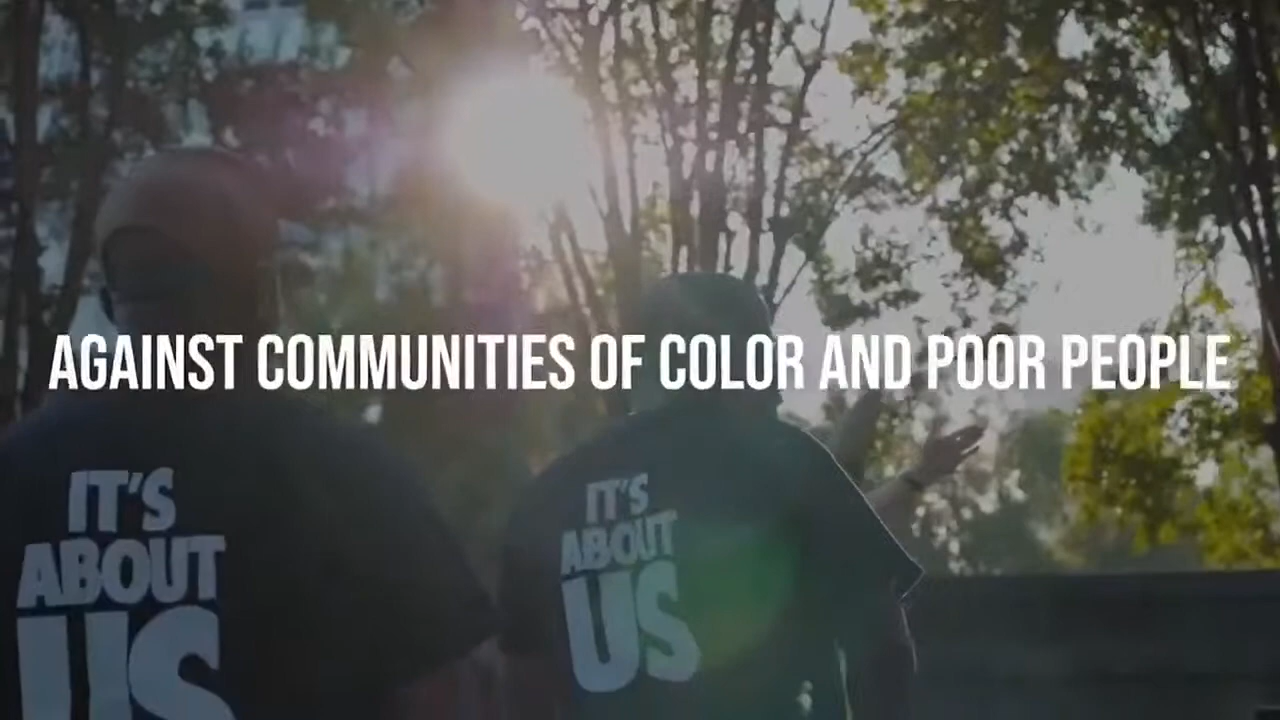 AGAINST COMMUNITIES OF COLOR AND POOR PEOPLE
IT'S
ABOUT
US
IT'S
ABOUT
US